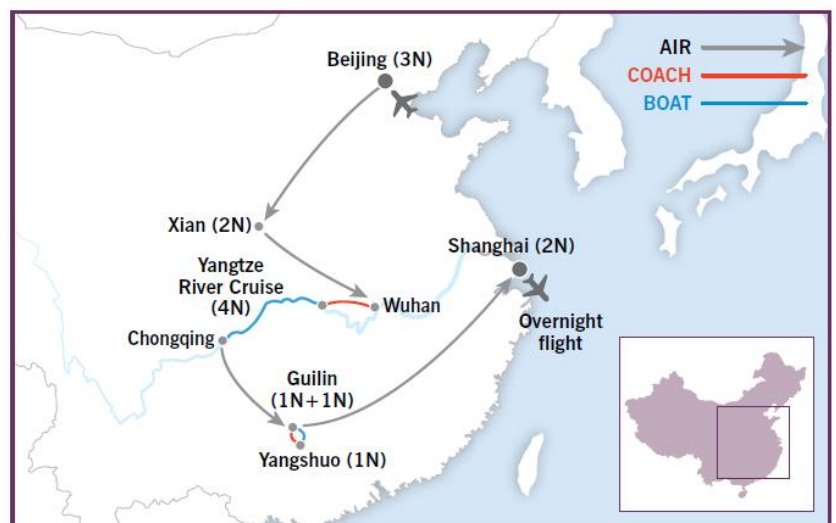 Beijing (3N)
AIR
COACH
BOAT
Xian (2N)
Shanghai (2N)
Yangtze
River Cruise
(4N)
Wuhan
Overnight
flight
Chongqing
Guilin
(1N+1N)
Yangshuo (1N)